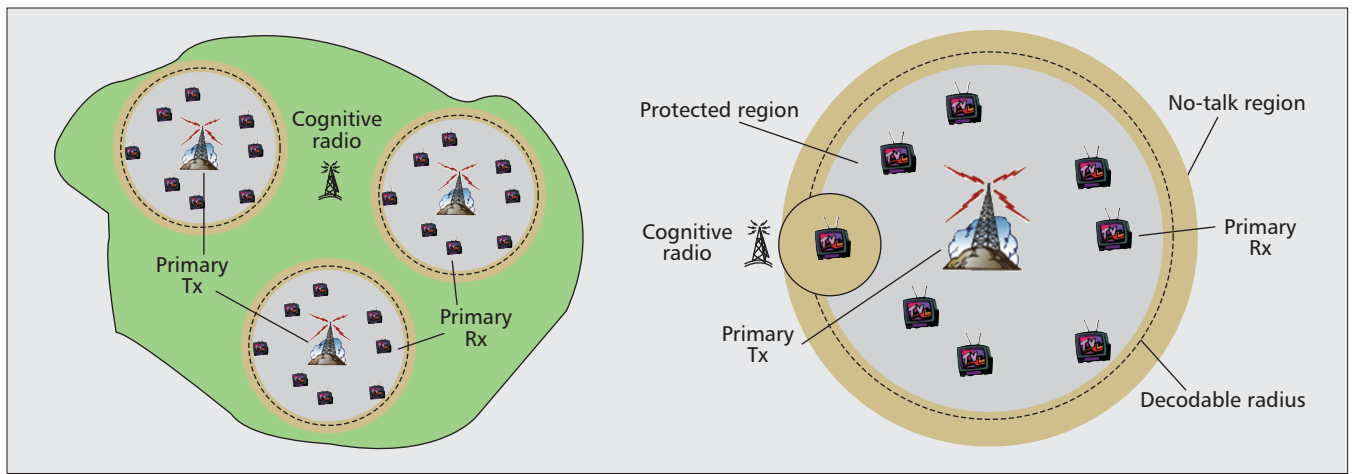 Cognitive
radio
Primary
Tx
Primary
Rx
Protected region
No-talk region
Cognitive
radio
Primary
Rx
Primary
Tx
Decodable radius